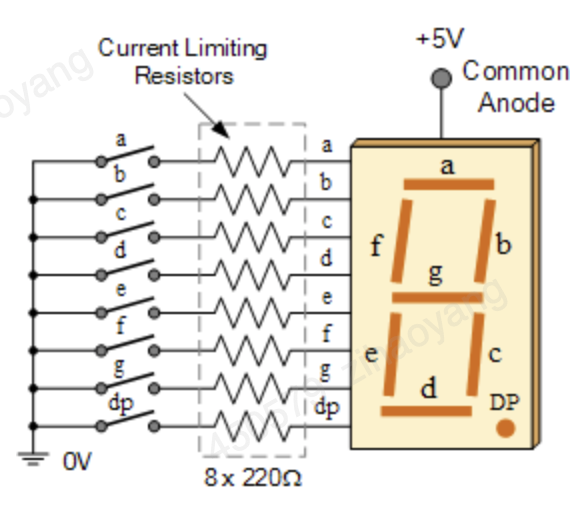 +5V
Current Limiting
Resistors
Common
Anode
a
b
c
d
e
f
g
dp
a
b
c
d
e
f
g
dp
a
f
b
g
e
c
d
DP
0V
8 x 220Ω